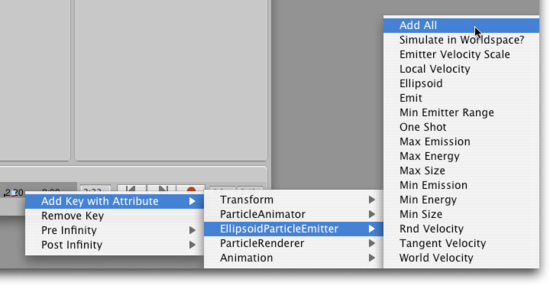 Add Key with Attribute
Remove Key
Pre Infinity
Post Infinity
Transform
ParticleAnimator
EllipsoidParticleEmitter
ParticleRenderer
Animation
Add All
Simulate in Worldspace?
Emitter Velocity Scale
Local Velocity
Ellipsoid
Emit
Min Emitter Range
One Shot
Max Emission
Max Energy
Max Size
Min Emission
Min Energy
Min Size
Rnd Velocity
Tangent Velocity
World Velocity